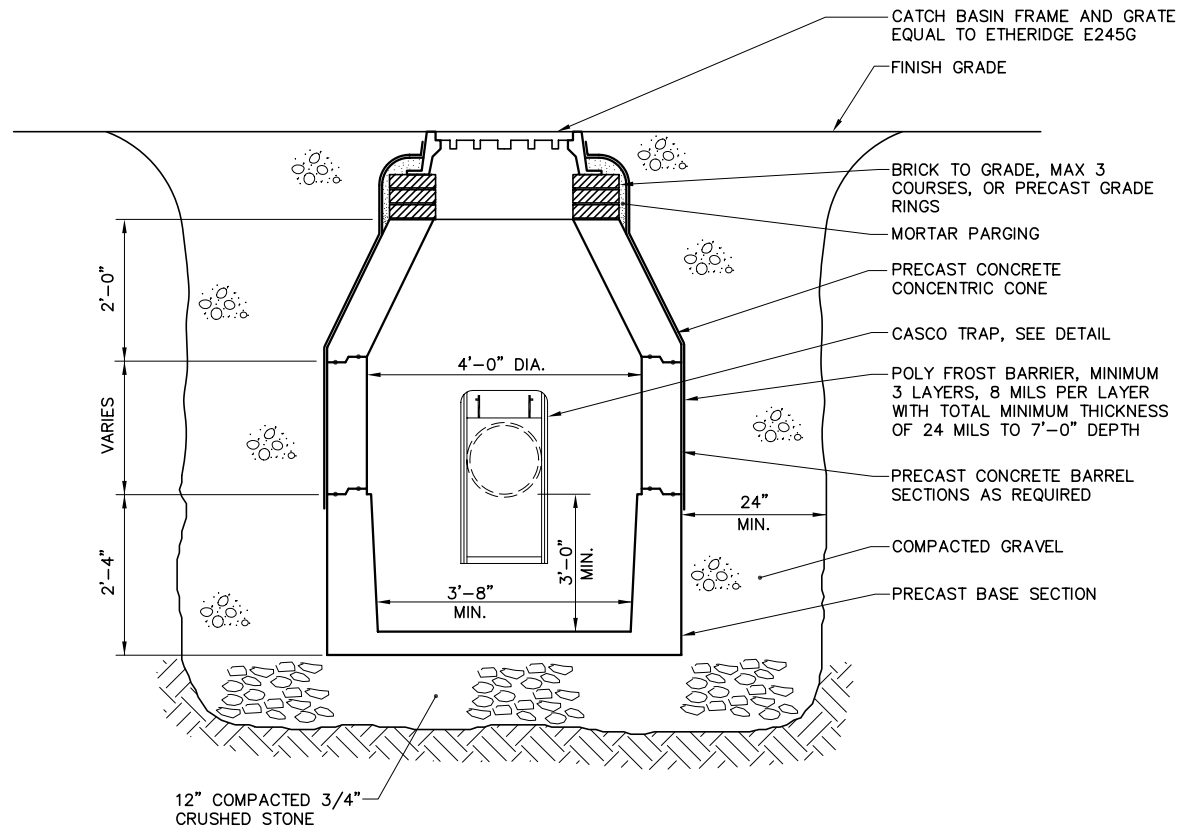 CATCH BASIN FRAME AND GRATE
EQUAL TO ETHERIDGE E245G
FINISH GRADE
BRICK TO GRADE, MAX 3
COURSES, OR PRECAST GRADE
RINGS
MORTAR PARGING
PRECAST CONCRETE
CONCENTRIC CONE
2'-0"
CASCO TRAP, SEE DETAIL
4'-0" DIA.
POLY FROST BARRIER, MINIMUM
3 LAYERS, 8 MILS PER LAYER
WITH TOTAL MINIMUM THICKNESS
OF 24 MILS TO 7'-0" DEPTH
VARIES
PRECAST CONCRETE BARREL
SECTIONS AS REQUIRED
24"
MIN.
COMPACTED GRAVEL
2'-4"
3'-0"
MIN.
3'-8"
MIN.
PRECAST BASE SECTION
12" COMPACTED 3/4"
CRUSHED STONE